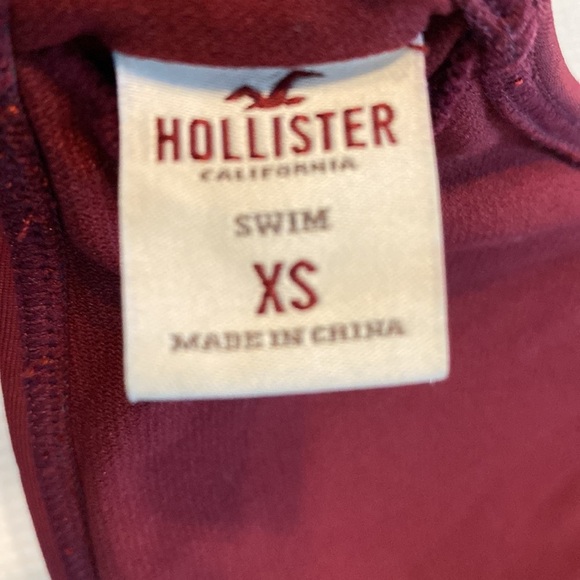 HOLLISTER
CALIFORNIA
SWIM
XS
MADE IN CHINA